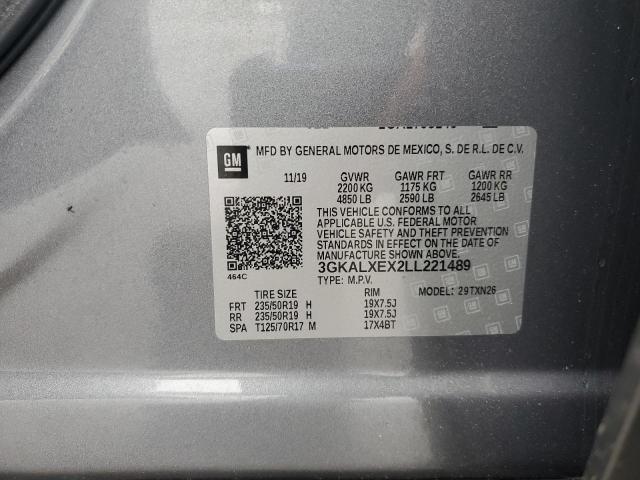 GM
MFD BY GENERAL MOTORS DE MEXICO, S. DE R.L. DE C.V.
11/19 GVWR GAWR FRT GAWR RR
2200 KG 1175 KG 1200 KG
4850 LB 2590 LB 2645 LB
THIS VEHICLE CONFORMS TO ALL
APPLICABLE U.S. FEDERAL MOTOR
VEHICLE SAFETY, BUMPER, AND
THEFT PREVENTION STANDARDS IN
EFFECT ON THE DATE OF
MANUFACTURE SHOWN ABOVE.
3GKALXEX2LL221489
464C
TYPE: M.P.V.
MODEL: 29TXN26
TIRE SIZE RIM
FRT 235/50R19 H 19X7.5J
RR 235/50R19 H 19X7.5J
SPA T125/70R17 M 17X4BT